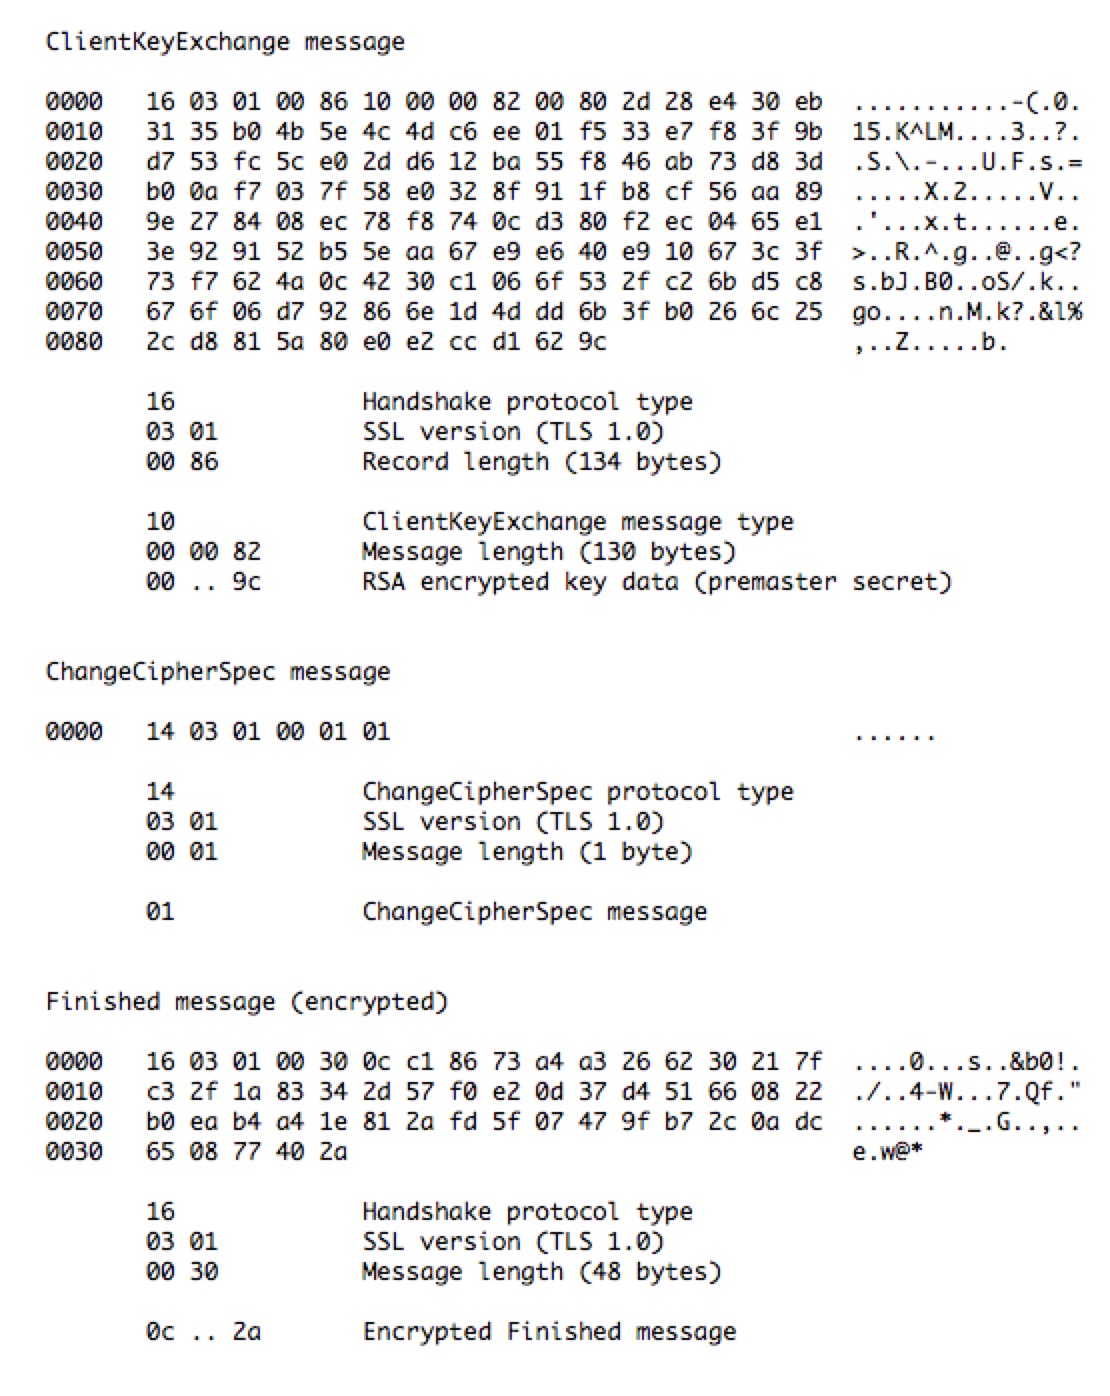 ClientKeyExchange message
0000 16 03 01 00 86 10 00 00 82 00 80 2d 28 e4 30 eb ...........-(.0.
0010 31 35 b0 4b 5e 4c 4d c6 ee 01 f5 33 e7 f8 3f 9b 15.K^LM....3..?.
0020 d7 53 fc 5c e0 2d d6 12 ba 55 f8 46 ab 73 d8 3d .S.\.-...U.F.s.=
0030 b0 0a f7 03 7f 58 e0 32 8f 91 1f b8 cf 56 aa 89 .....X.2.....V..
0040 9e 27 84 08 ec 78 f8 74 0c d3 80 f2 ec 04 65 e1 .'...x.t......e.
0050 3e 92 91 52 b5 5e aa 67 e9 e6 40 e9 10 67 3c 3f >..R.^.g..@..g<?
0060 73 f7 62 4a 0c 42 30 c1 06 6f 53 2f c2 6b d5 c8 s.bJ.B0..oS/.k..
0070 67 6f 06 d7 92 86 6e 1d 4d dd 6b 3f b0 26 6c 25 go....n.M.k?.&l%
0080 2c d8 81 5a 80 e0 e2 cc d1 62 9c ,..Z.....b.
16 Handshake protocol type
03 01 SSL version (TLS 1.0)
00 86 Record length (134 bytes)
10 ClientKeyExchange message type
00 00 82 Message length (130 bytes)
00 .. 9c RSA encrypted key data (premaster secret)
ChangeCipherSpec message
0000 14 03 01 00 01 01 ......
14 ChangeCipherSpec protocol type
03 01 SSL version (TLS 1.0)
00 01 Message length (1 byte)
01 ChangeCipherSpec message
Finished message (encrypted)
0000 16 03 01 00 30 0c c1 86 73 a4 a3 26 62 30 21 7f ....0...s..&b0!.
0010 c3 2f 1a 83 34 2d 57 f0 e2 0d 37 d4 51 66 08 22 ./..4-W...7.Qf."
0020 b0 ea b4 a4 1e 81 2a fd 5f 07 47 9f b7 2c 0a dc ......*._.G..,..
0030 65 08 77 40 2a e.w@*
16 Handshake protocol type
03 01 SSL version (TLS 1.0)
00 30 Message length (48 bytes)
0c .. 2a Encrypted Finished message